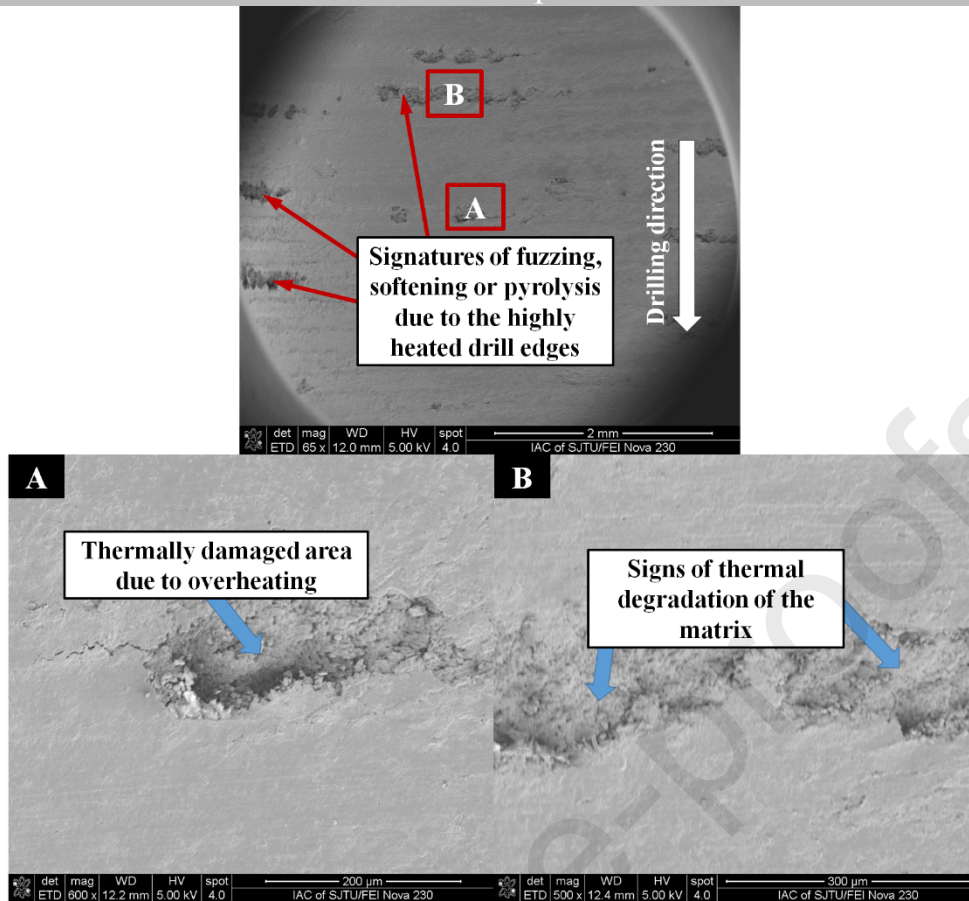 B
A
Signatures of fuzzing,
softening or pyrolysis
due to the highly
heated drill edges
Drilling direction
det mag WD HV spot 2 mm
ETD 65 x 12.0 mm 5.00 kV 4.0 IAC of SJTU/FEI Nova 230
A
Thermally damaged area
due to overheating
det mag WD HV spot 200 µm
ETD 600 x 12.2 mm 5.00 kV 4.0 IAC of SJTU/FEI Nova 230
B
Signs of thermal
degradation of the
matrix
det mag WD HV spot 300 µm
ETD 500 x 12.4 mm 5.00 kV 4.0 IAC of SJTU/FEI Nova 230